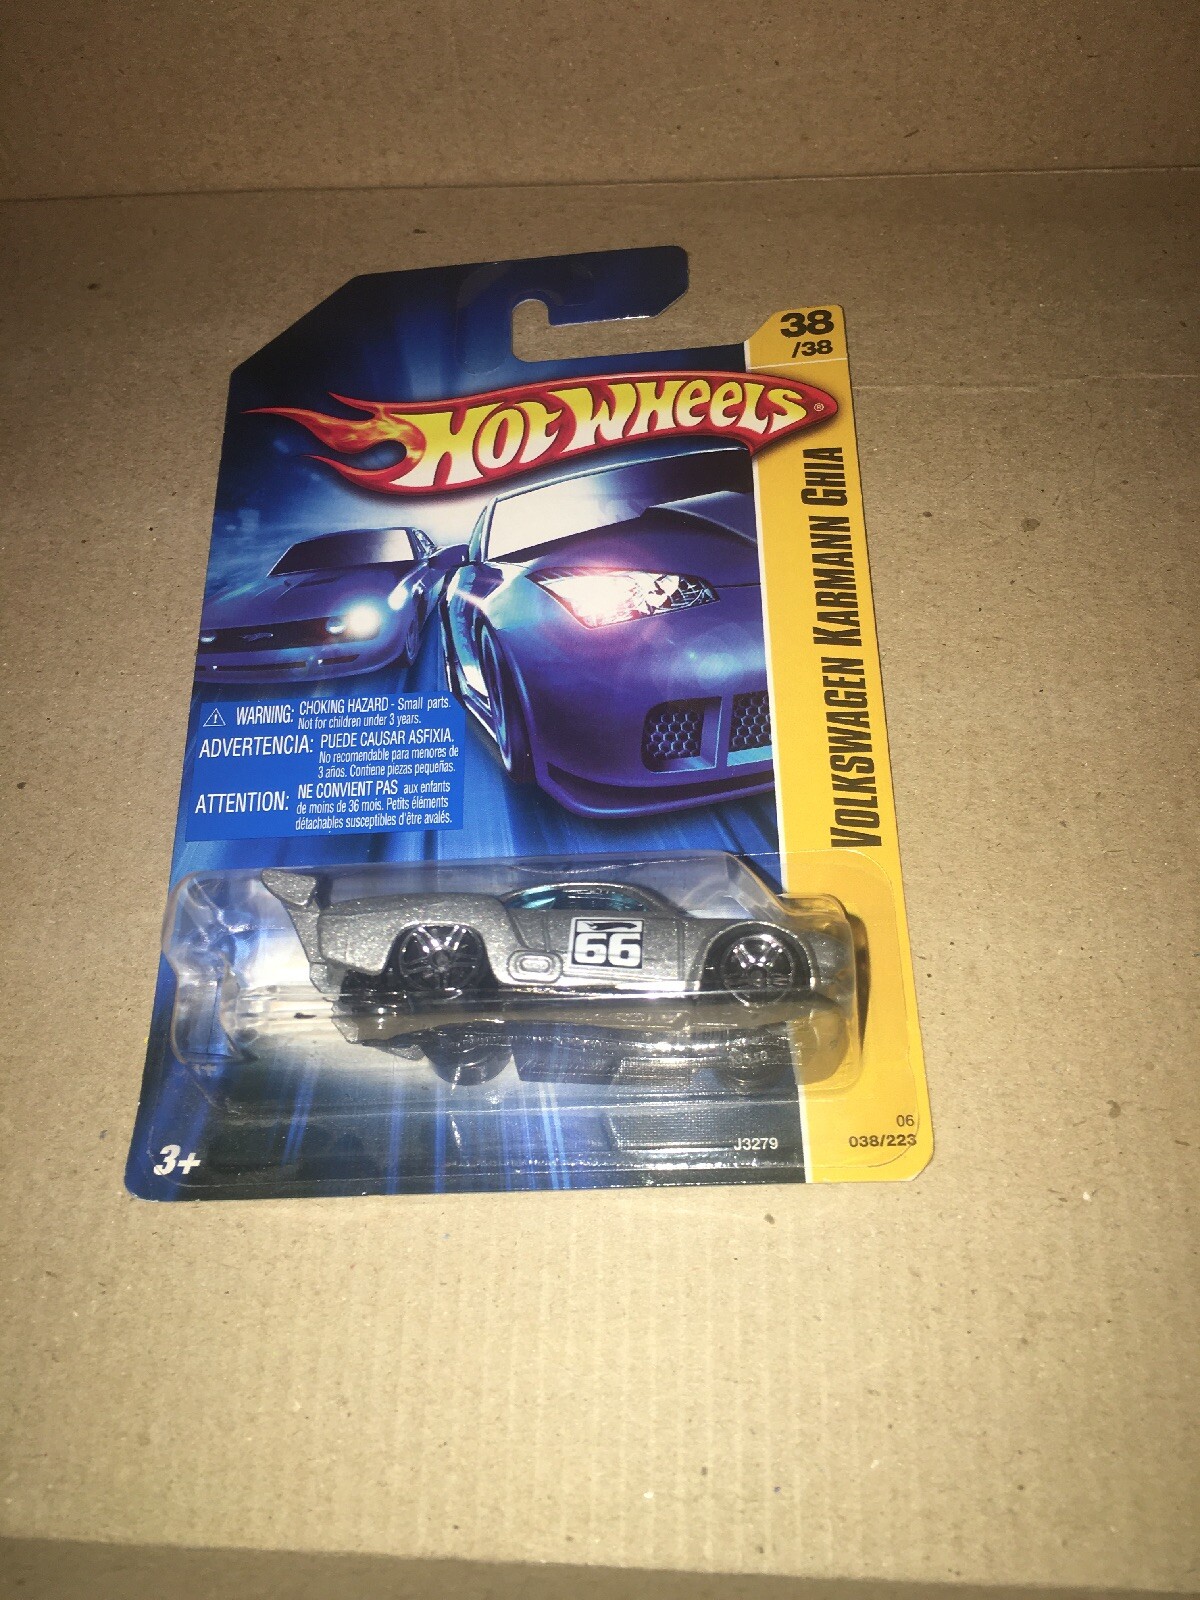 38
/38
HOT WHEELS®
VOLKSWAGEN KARMANN GHIA
WARNING: CHOKING HAZARD - Small parts.
Not for children under 3 years.
ADVERTENCIA: PUEDE CAUSAR ASFIXIA.
No recomendable para menores de
3 años. Contiene piezas pequeñas.
ATTENTION: NE CONVIENT PAS aux enfants
de moins de 36 mois. Petits éléments
détachables susceptibles d'être avalés.
66
06
J3279
038/223
3+